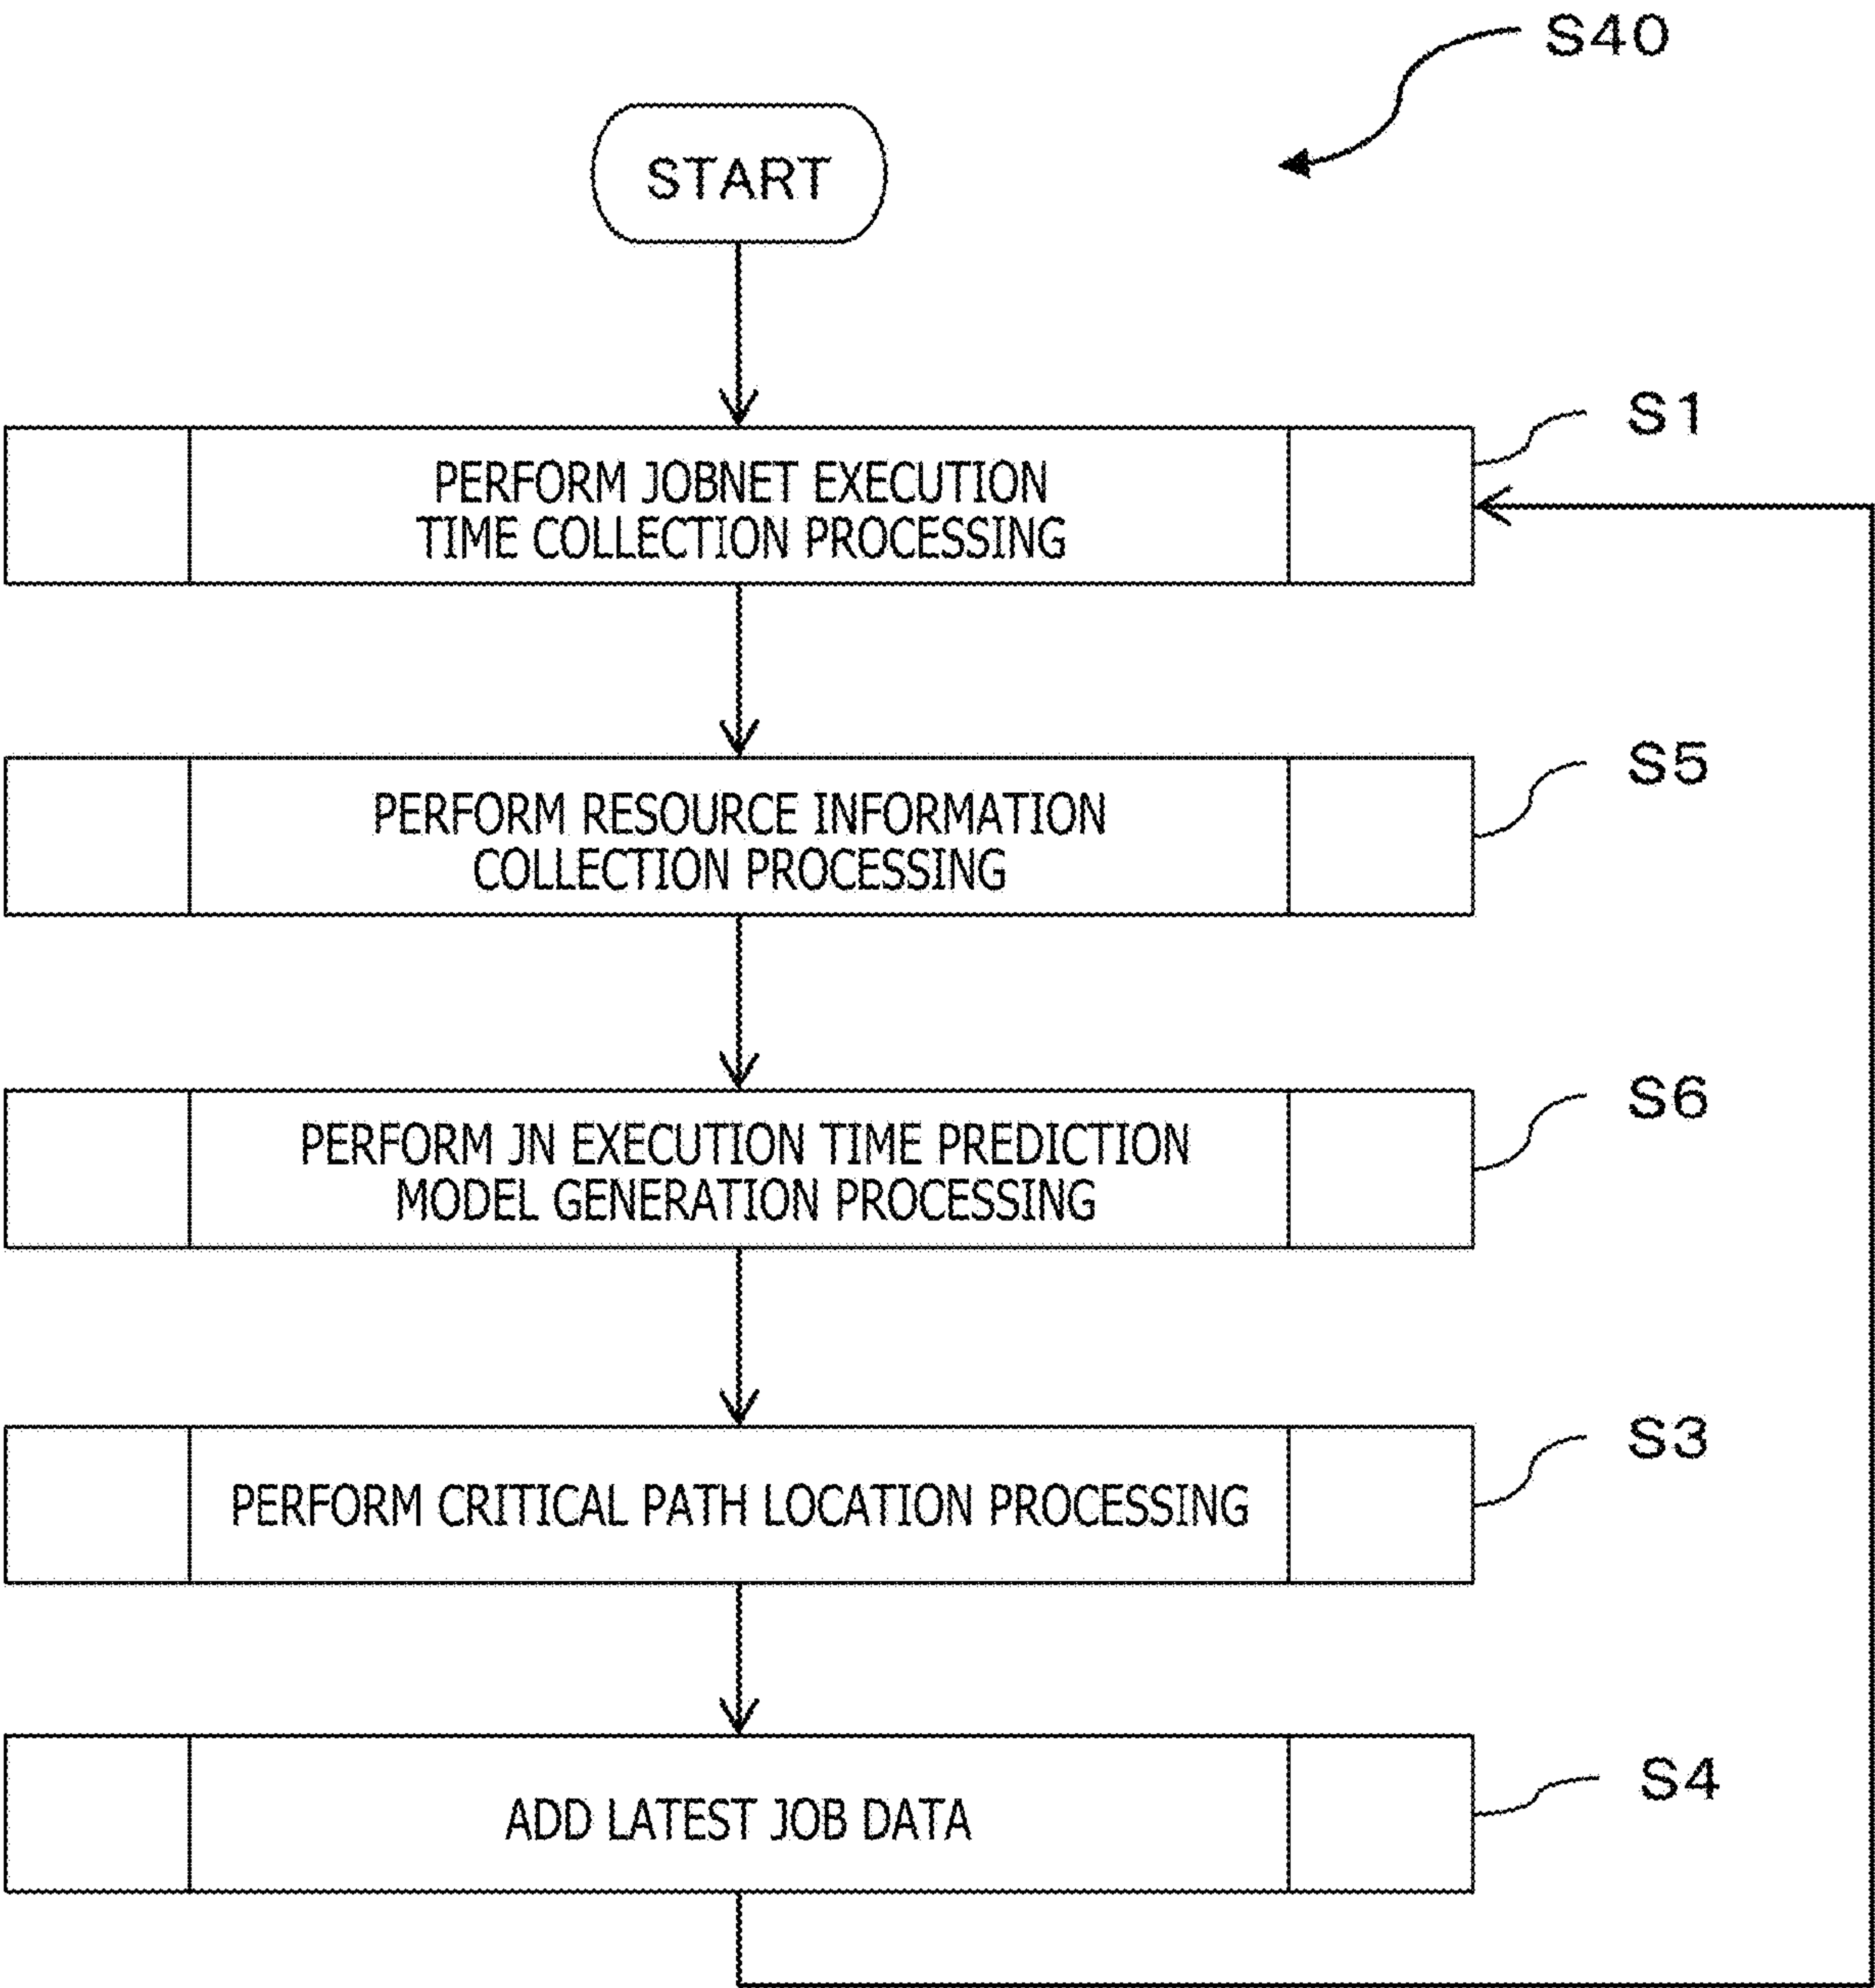 S40
START
S1
PERFORM JOBNET EXECUTION
TIME COLLECTION PROCESSING
S5
PERFORM RESOURCE INFORMATION
COLLECTION PROCESSING
S6
PERFORM JN EXECUTION TIME PREDICTION
MODEL GENERATION PROCESSING
S3
PERFORM CRITICAL PATH LOCATION PROCESSING
S4
ADD LATEST JOB DATA